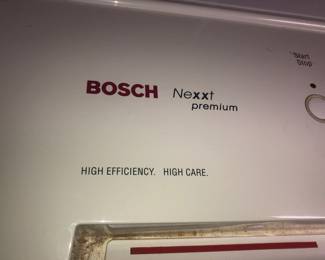 Start
Stop
BOSCH Nexxt
premium
HIGH EFFICIENCY. HIGH CARE.